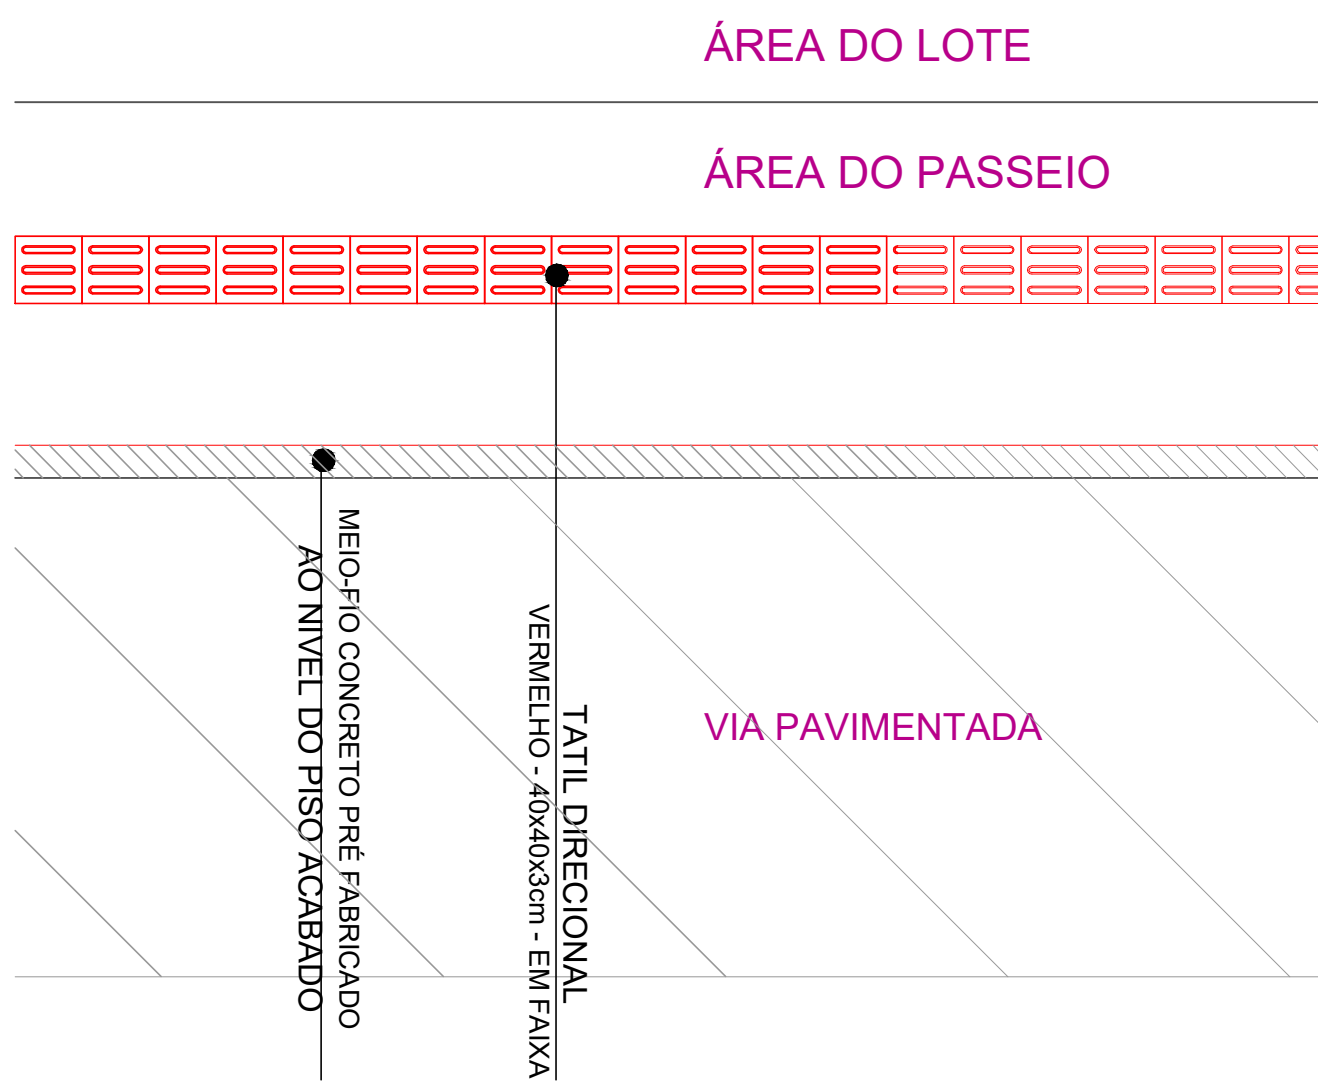 ÁREA DO LOTE
ÁREA DO PASSEIO
MEIO-FIO CONCRETO PRÉ FABRICADO
AO NIVEL DO PISO ACABADO
TATIL DIRECIONAL
VERMELHO - 40x40x3cm - EM FAIXA
VIA PAVIMENTADA